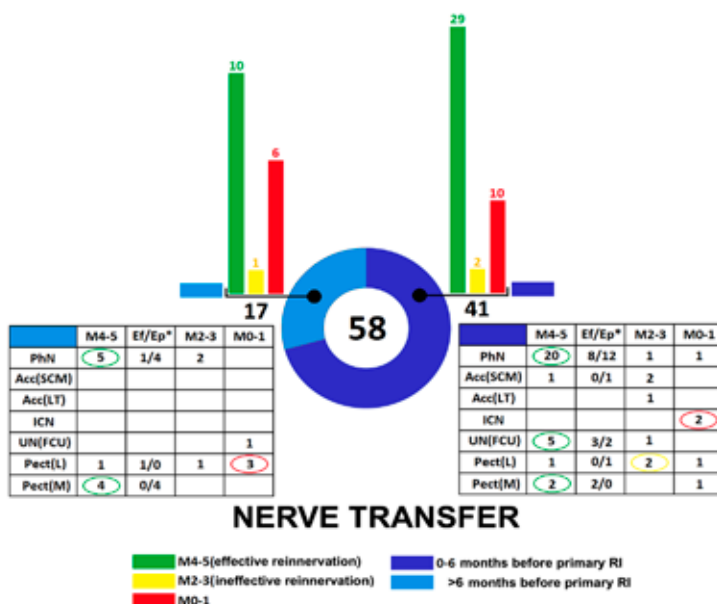 29
10
6
10
1
2
17
41
58
M4-5 Ef/Ep* M2-3 M0-1
PhN 5 1/4 2
Acc(SCM)
Acc(LT)
ICN
UN(FCU) 1
Pect(L) 1 1/0 1 3
Pect(M) 4 0/4
M4-5 Ef/Ep* M2-3 M0-1
PhN 20 8/12 1 1
Acc(SCM) 1 0/1 2
Acc(LT) 1
ICN 2
UN(FCU) 5 3/2 1
Pect(L) 1 0/1 2 1
Pect(M) 2 2/0 1
NERVE TRANSFER
M4-5(effective reinnervation)
M2-3(ineffective reinnervation)
M0-1
0-6 months before primary RI
>6 months before primary RI